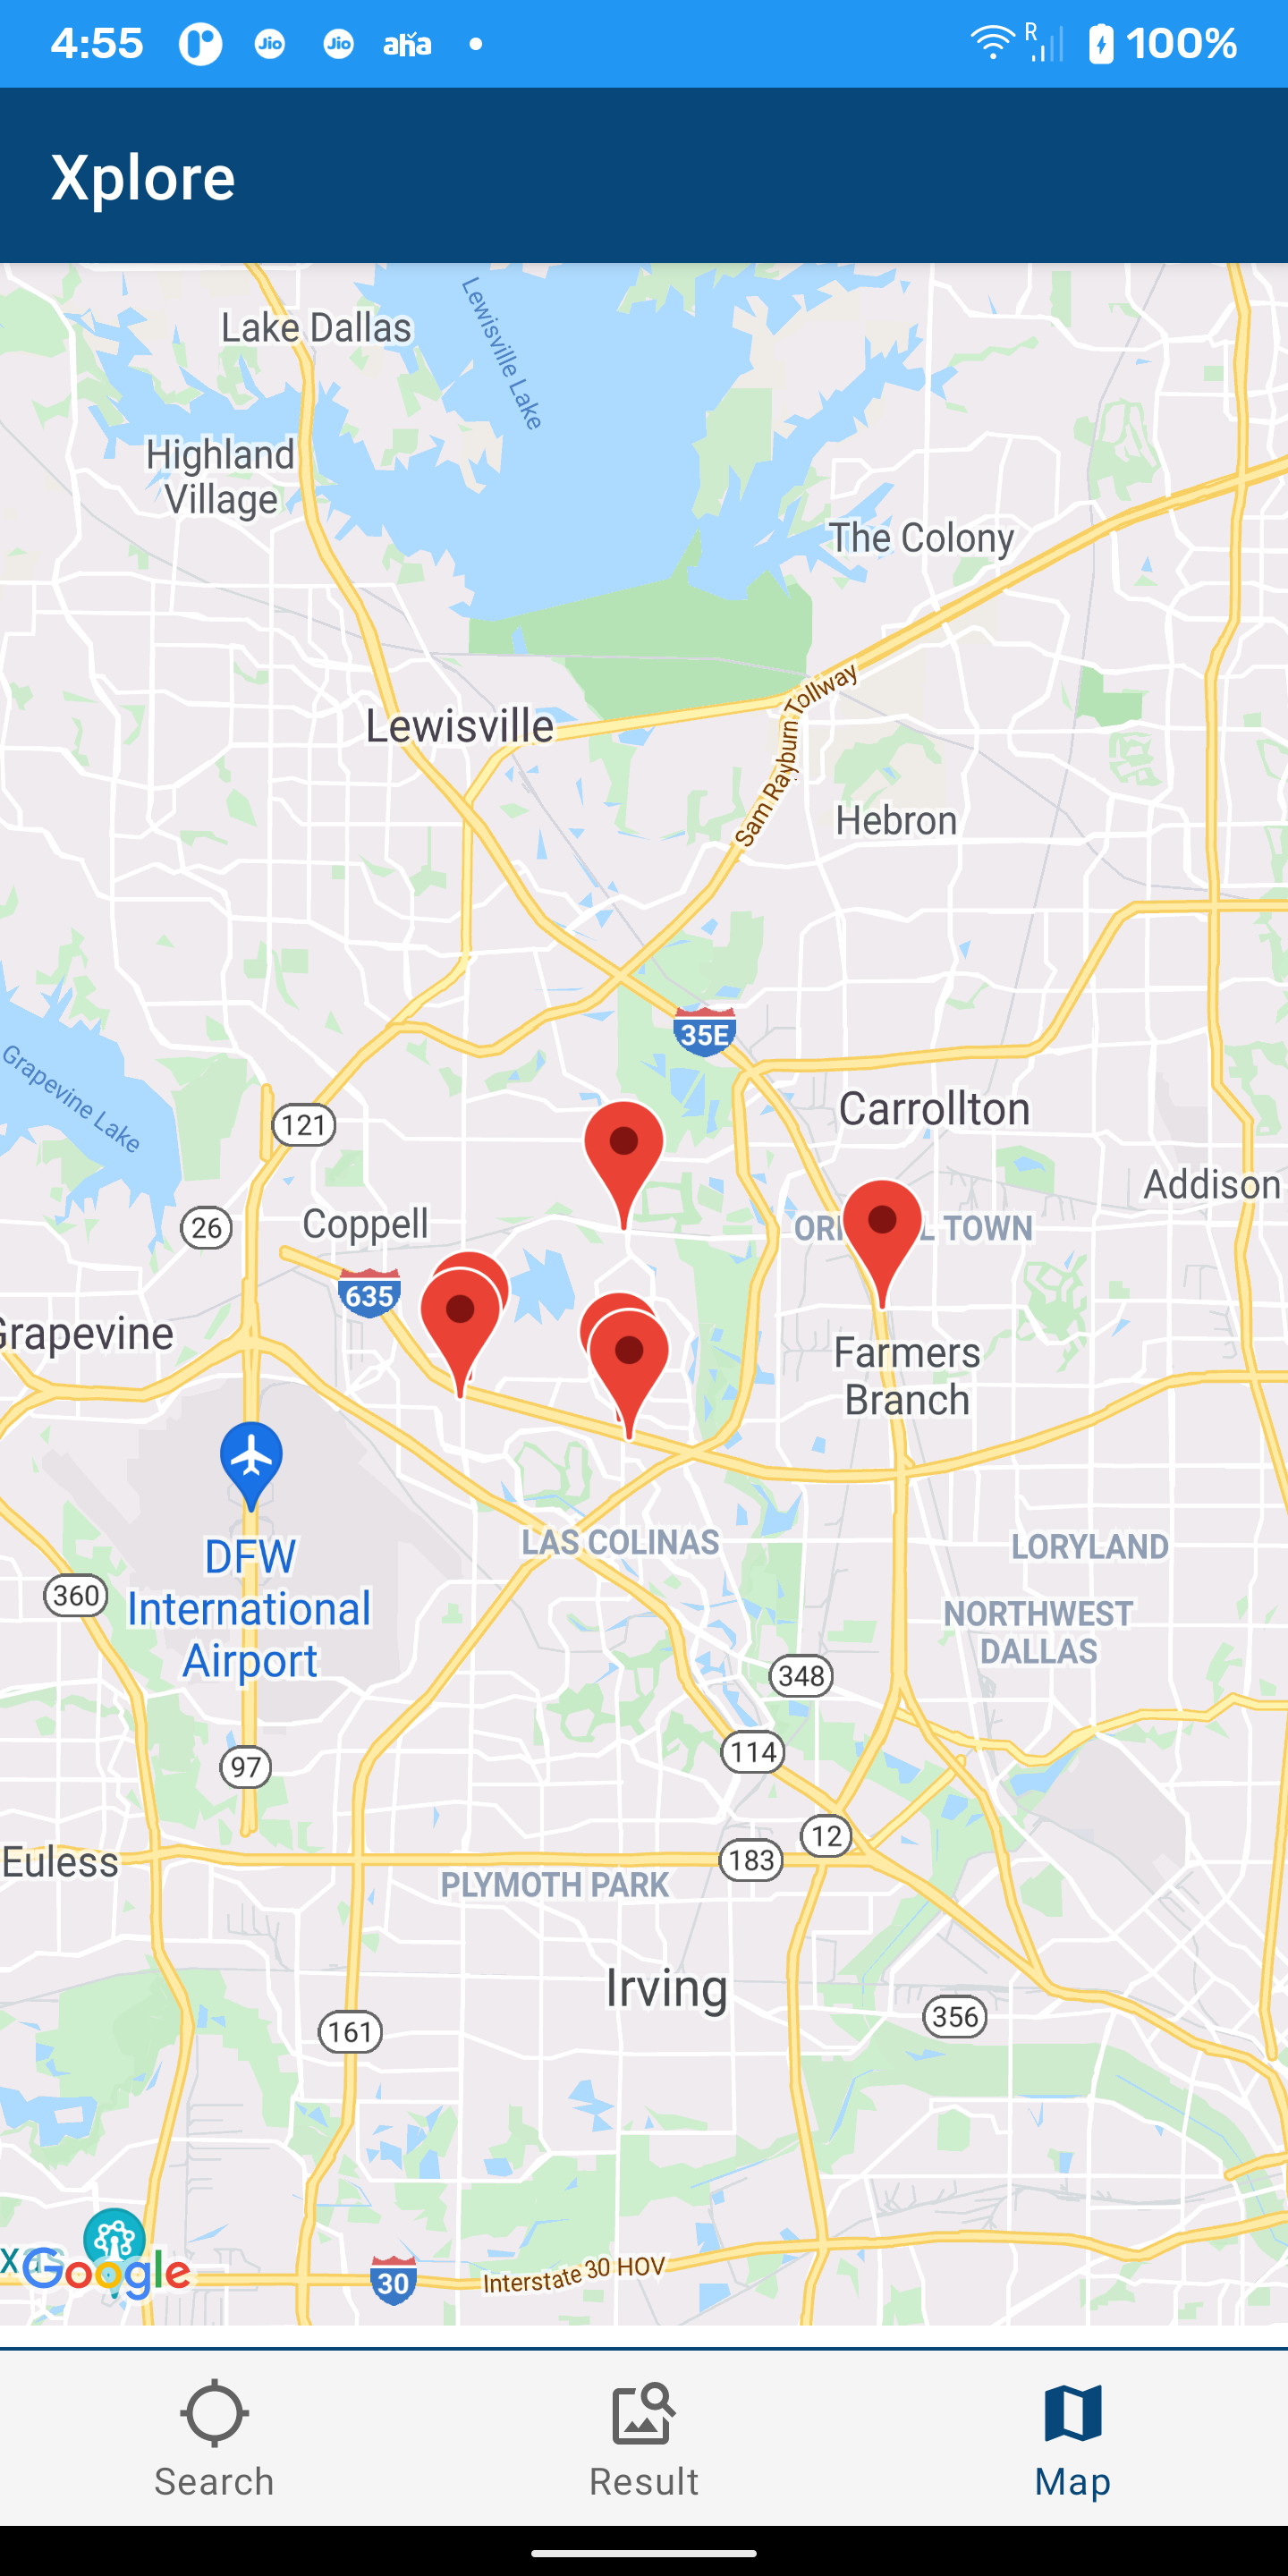 4:55 Jio Jio aha R 100%
Xplore
Lake Dallas
Lewisville Lake
Highland
Village
The Colony
Sam Rayburn Tollway
Lewisville
Hebron
35E
Grapevine Lake
121
Carrollton
Addison
26
Coppell
TOWN
635
Grapevine
Farmers
Branch
DFW
International
Airport
LAS COLINAS
LORYLAND
360
NORTHWEST
DALLAS
348
114
97
12
Euless
183
PLYMOTH PARK
Irving
161
356
Google
30
Interstate 30 HOV
Search
Result
Map